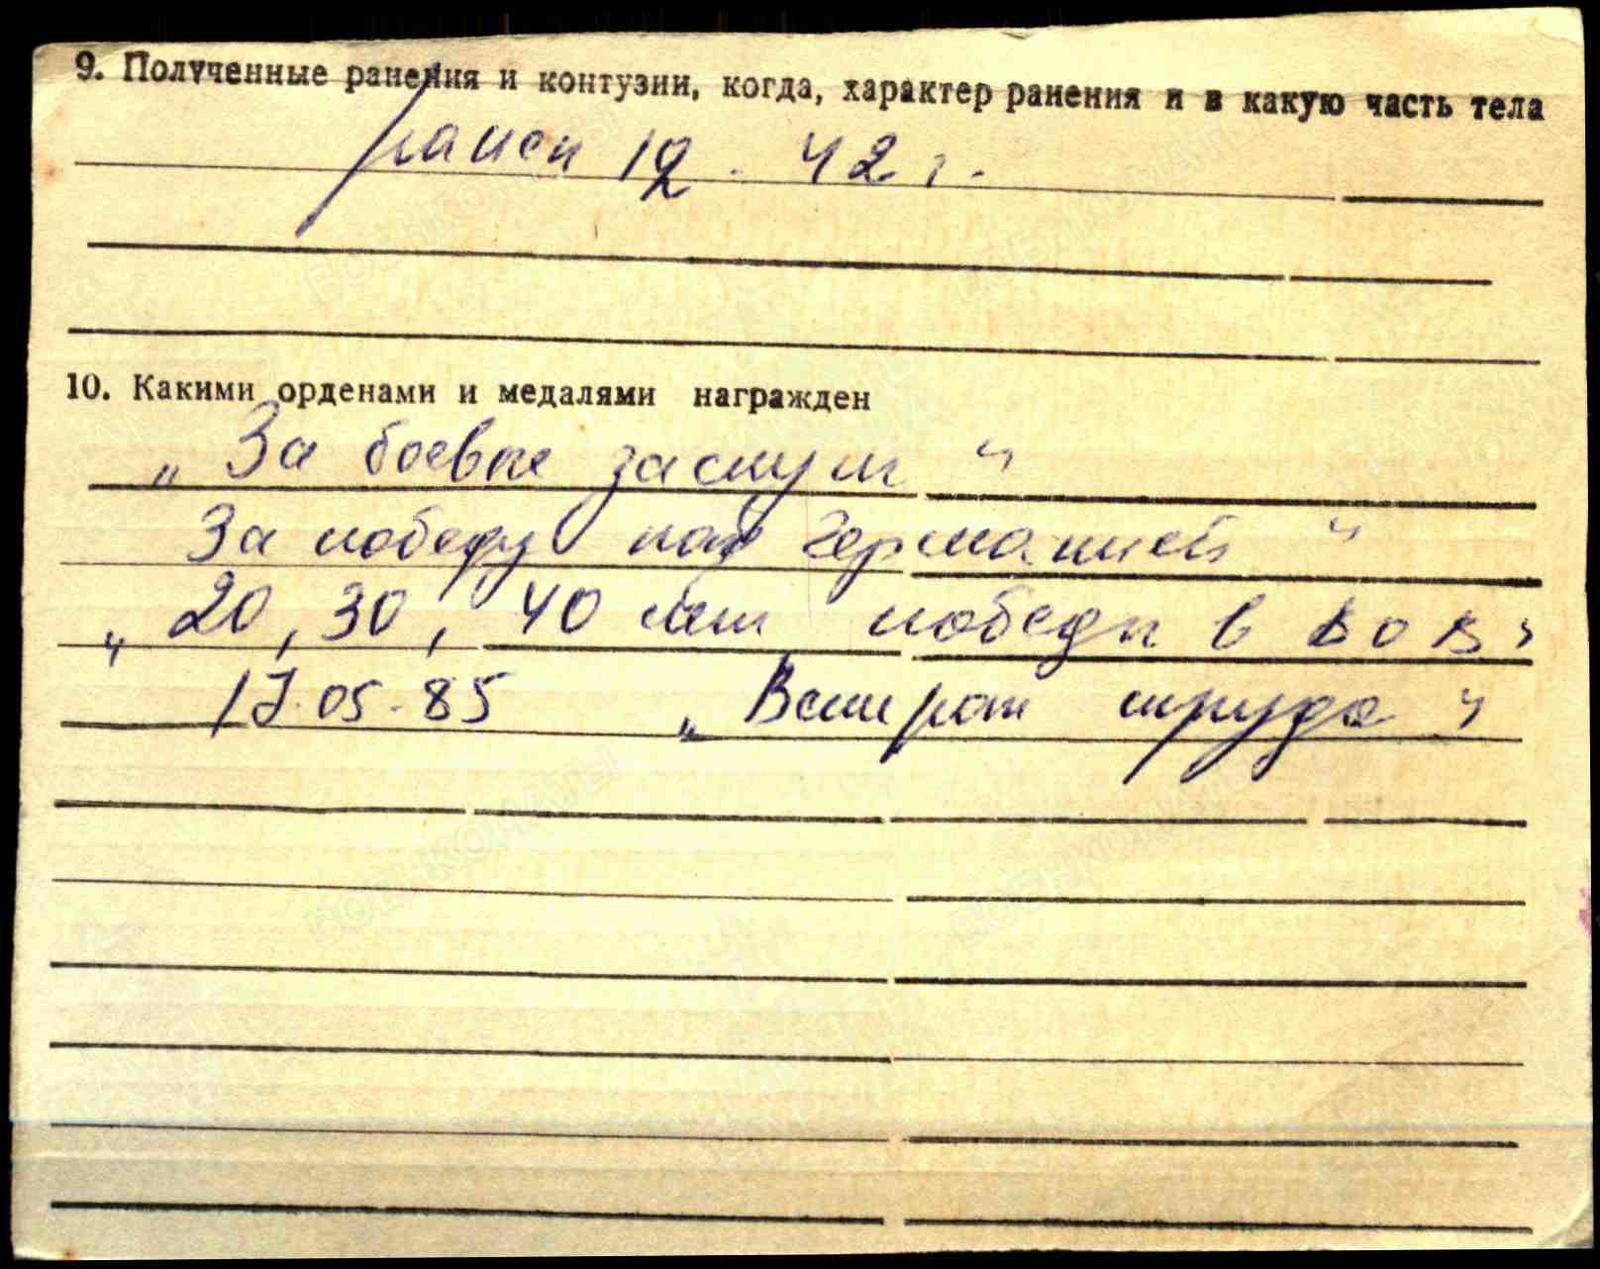 9. Полученные ранения и контузии, когда, характер ранения и в какую часть тела
ранен 12. 42 г.
10. Какими орденами и медалями награжден
„За боевые заслуги“
За победу над Германией“
„20, 30, 40 лет победы в ВОВ“
17.05.85 „Ветеран труда“
ВОЕНКОМАТЫ